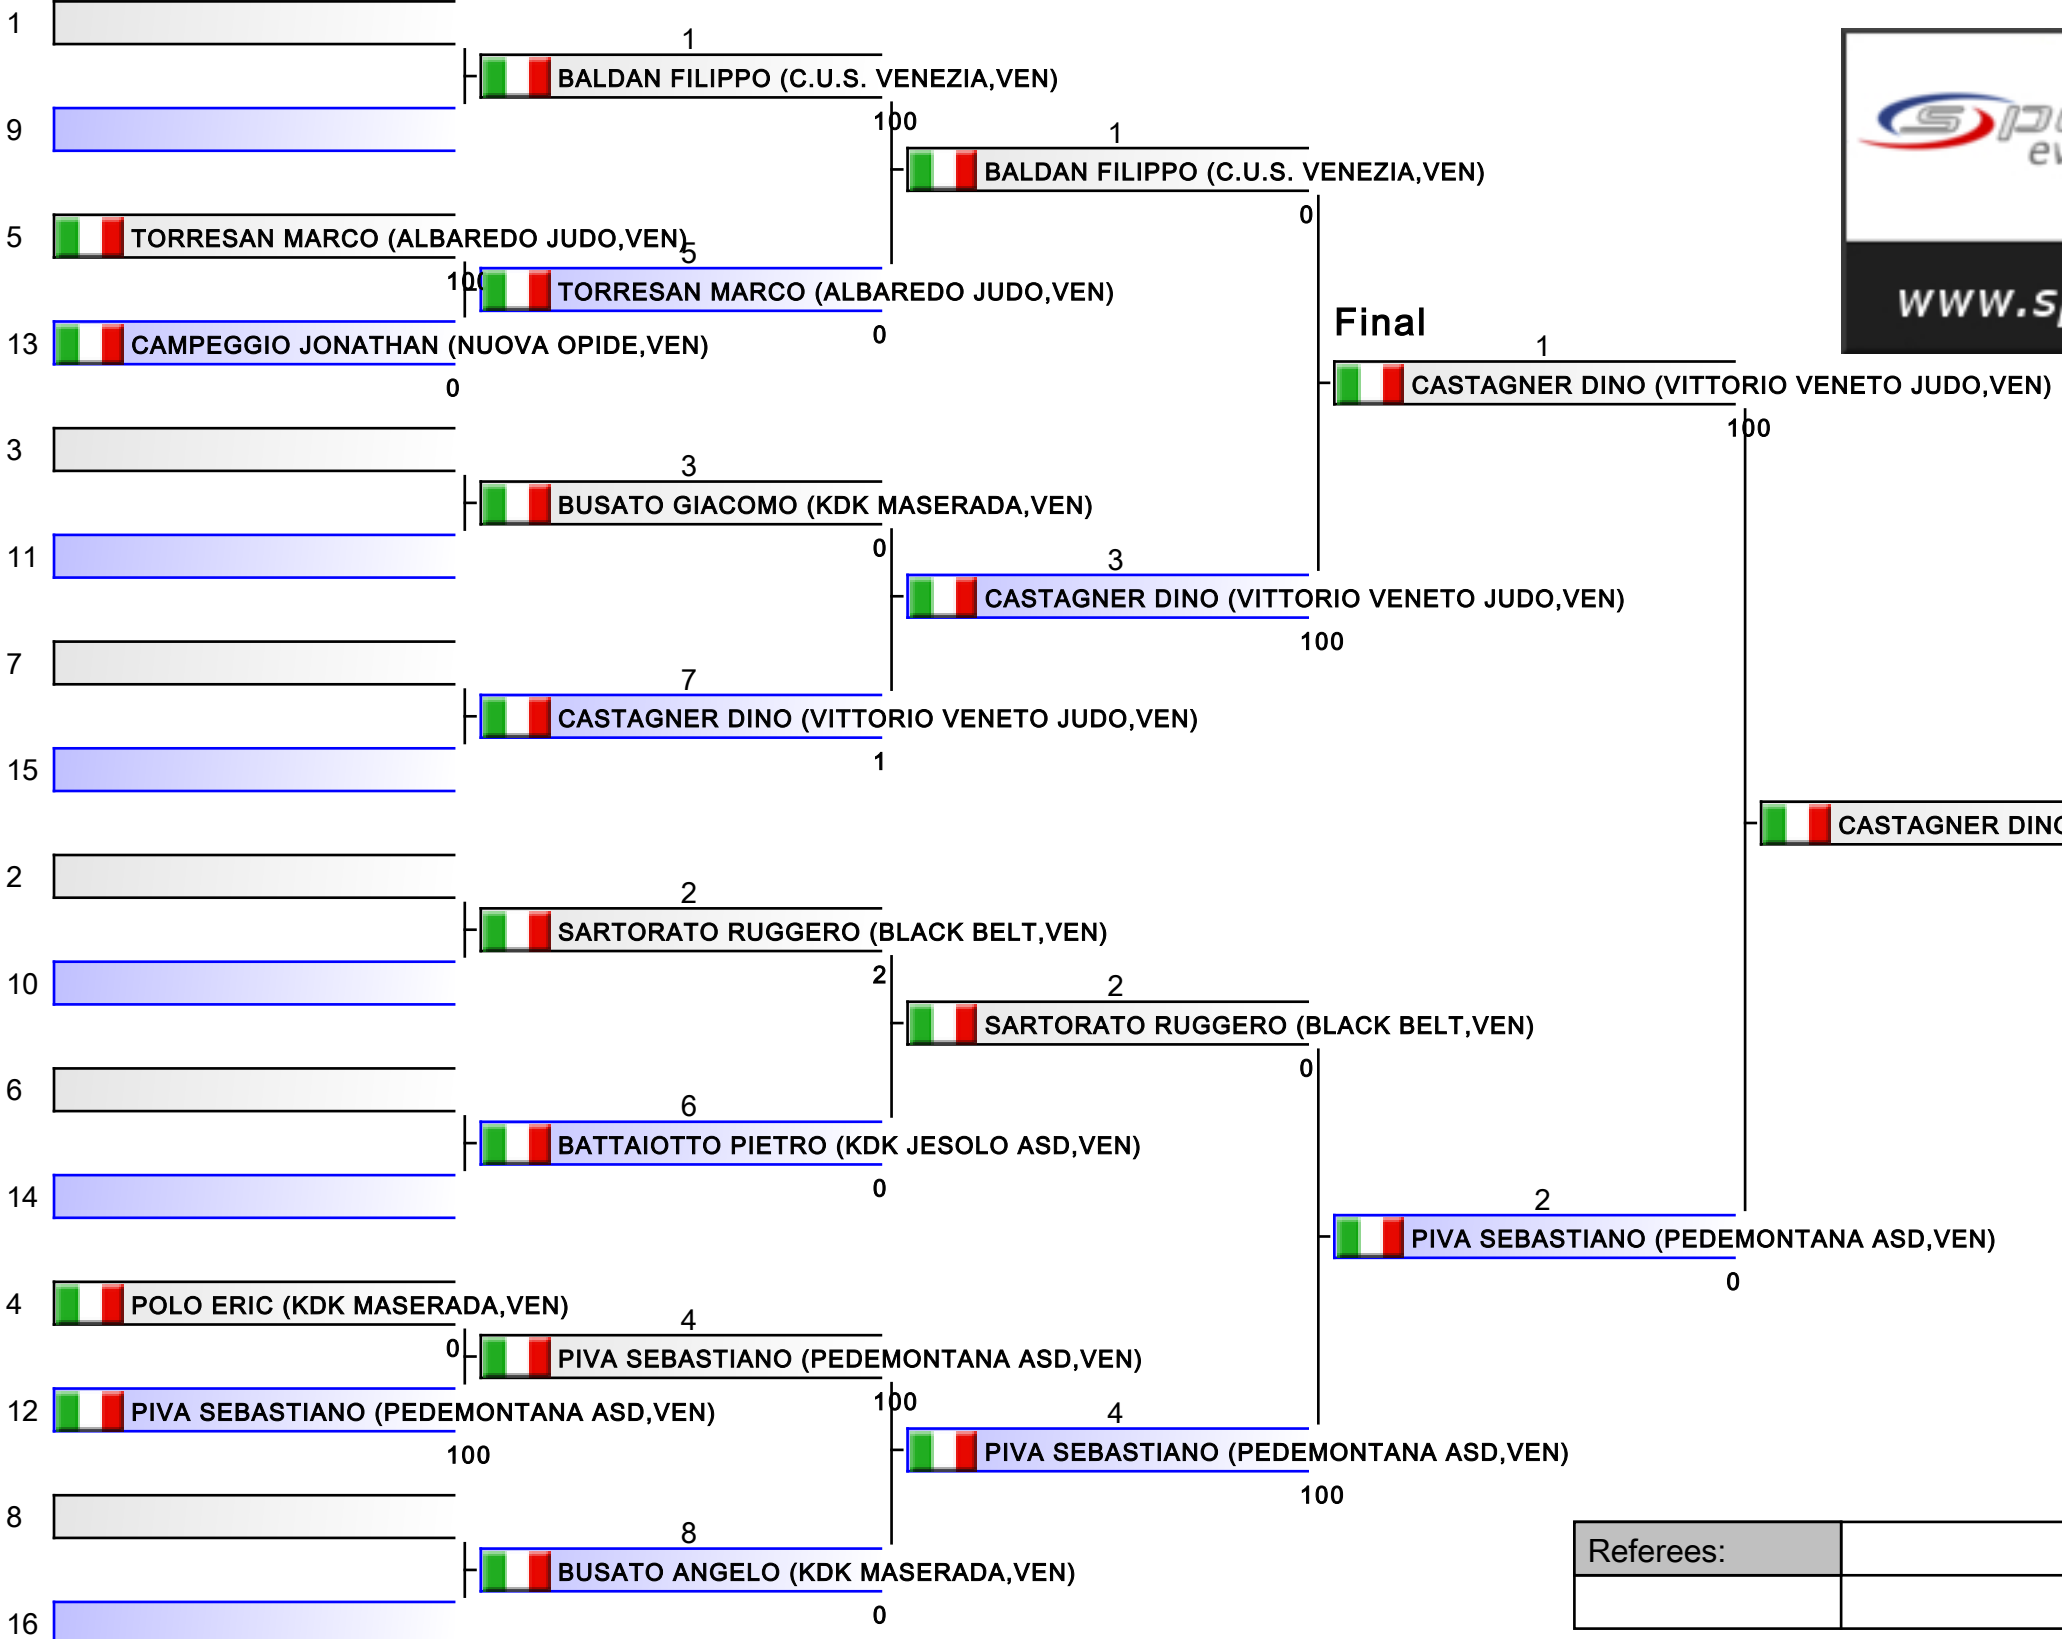 1
9
5 TORRESAN MARCO (ALBAREDO JUDO,VEN)
100
13 CAMPEGGIO JONATHAN (NUOVA OPIDE,VEN)
0
3
11
7
15
2
10
6
14
4 POLO ERIC (KDK MASERADA,VEN)
0
12 PIVA SEBASTIANO (PEDEMONTANA ASD,VEN)
100
8
16
1
BALDAN FILIPPO (C.U.S. VENEZIA,VEN)
100
5
TORRESAN MARCO (ALBAREDO JUDO,VEN)
0
3
BUSATO GIACOMO (KDK MASERADA,VEN)
0
7
CASTAGNER DINO (VITTORIO VENETO JUDO,VEN)
1
2
SARTORATO RUGGERO (BLACK BELT,VEN)
2
6
BATTAIOTTO PIETRO (KDK JESOLO ASD,VEN)
0
4
PIVA SEBASTIANO (PEDEMONTANA ASD,VEN)
100
8
BUSATO ANGELO (KDK MASERADA,VEN)
0
1
BALDAN FILIPPO (C.U.S. VENEZIA,VEN)
0
3
CASTAGNER DINO (VITTORIO VENETO JUDO,VEN)
100
2
SARTORATO RUGGERO (BLACK BELT,VEN)
0
4
PIVA SEBASTIANO (PEDEMONTANA ASD,VEN)
100
Final
1
CASTAGNER DINO (VITTORIO VENETO JUDO,VEN)
100
2
PIVA SEBASTIANO (PEDEMONTANA ASD,VEN)
0
CASTAGNER DINO
www.s
Referees: